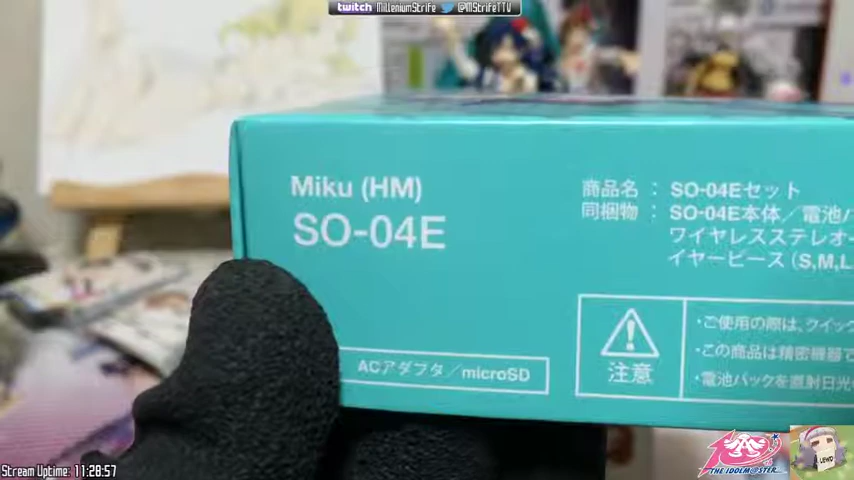 twitch MilleniumStrife @MStrifeTTV
Miku (HM)
SO-04E
商品名 : SO-04Eセット
同梱物 : SO-04E本体／電池パ
ワイヤレスステレオ
イヤーピース（S,M,L
注意
・ご使用の際は、クイック
・この商品は精密機器で
・電池パックを直射日光
ACアダプタ／microSD
Stream Uptime: 11:28:57
THE IDOLM@STER
LEWD